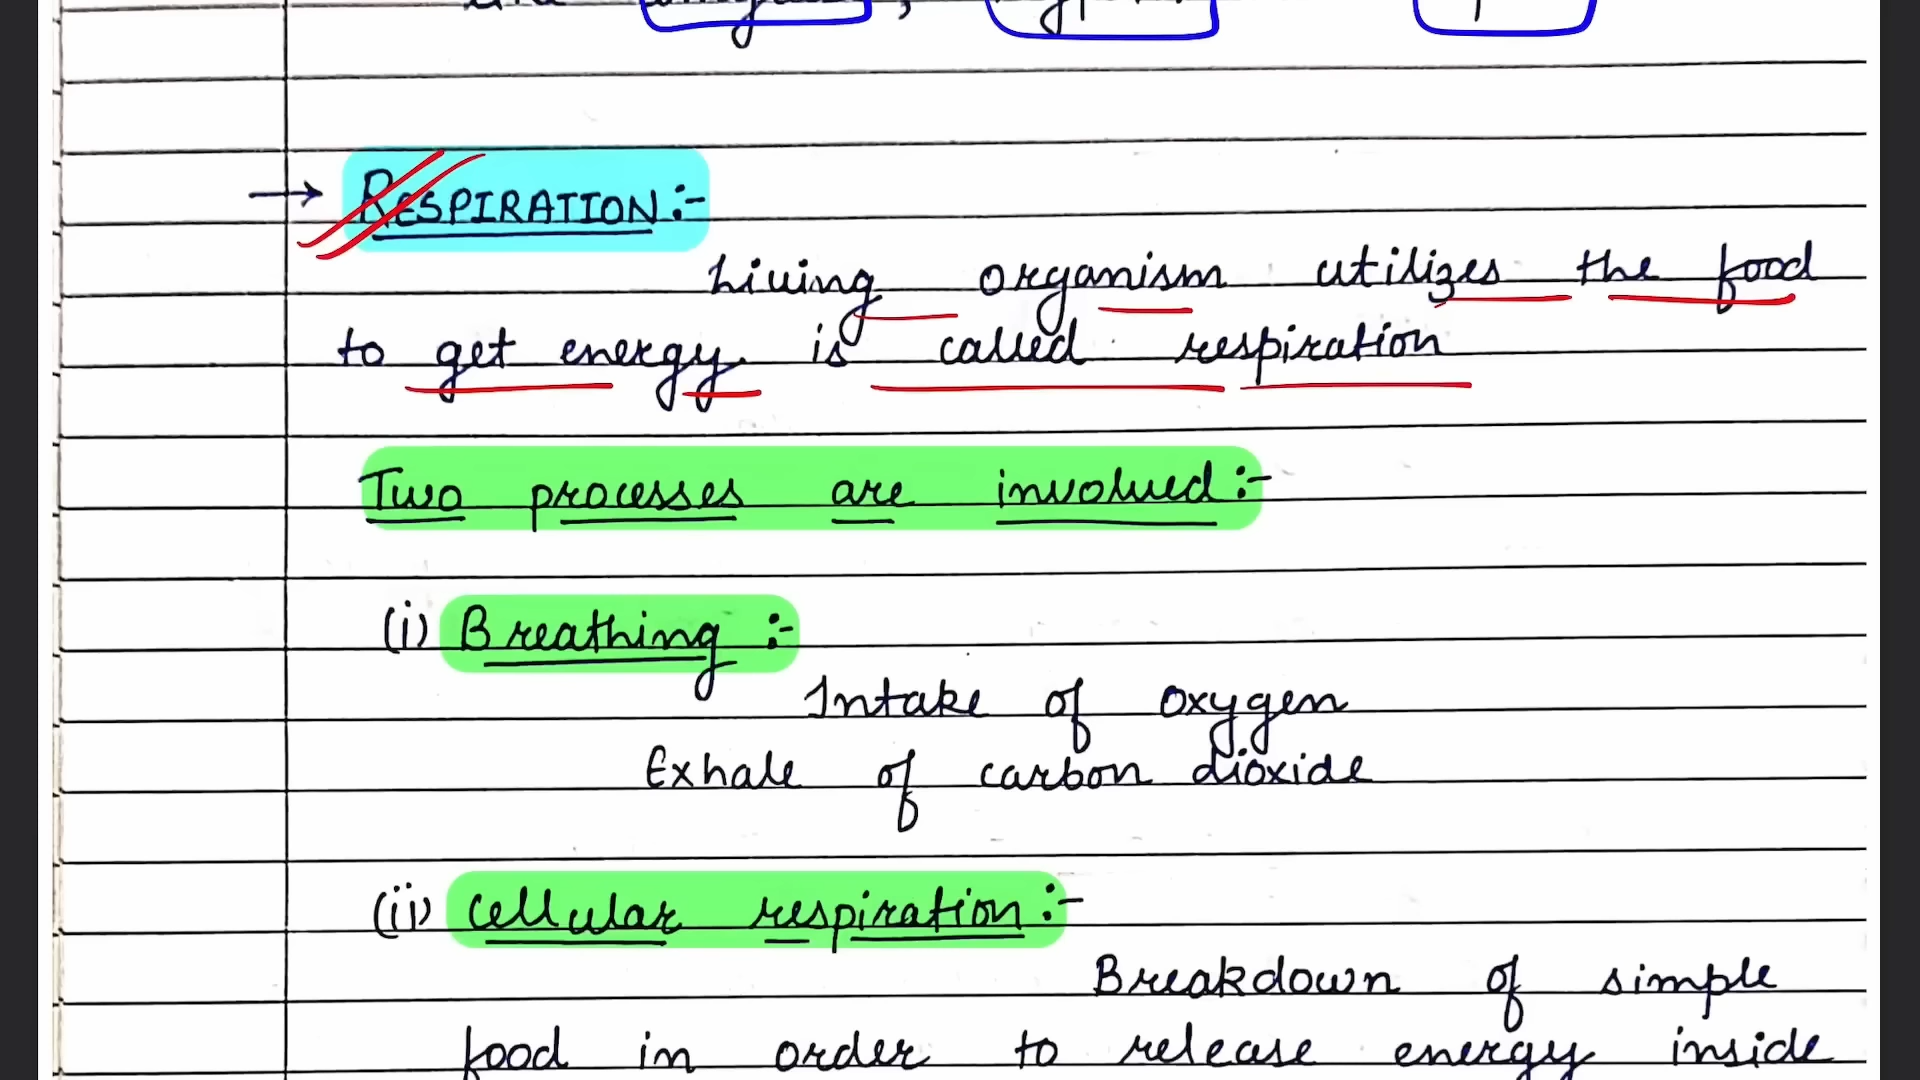 → RESPIRATION :-
Living organism utilizes the food
to get energy. is called respiration
Two processes are involved :-
(i) Breathing :-
Intake of oxygen
Exhale of carbon dioxide
(ii) cellular respiration :-
Breakdown of simple
food in order to release energy inside